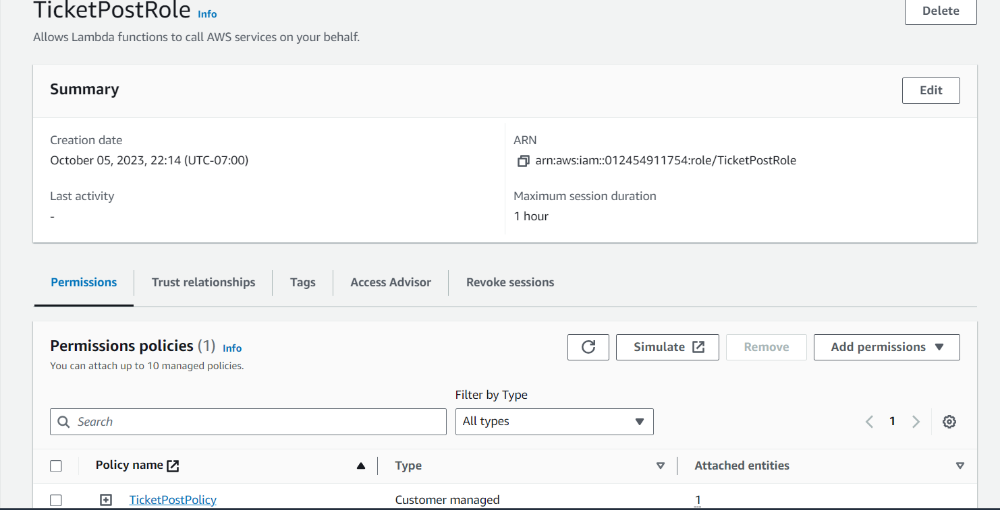 TicketPostRole Info
Delete
Allows Lambda functions to call AWS services on your behalf.
Summary
Edit
Creation date
October 05, 2023, 22:14 (UTC-07:00)
ARN
arn:aws:iam::012454911754:role/TicketPostRole
Last activity
-
Maximum session duration
1 hour
Permissions Trust relationships Tags Access Advisor Revoke sessions
Permissions policies (1) Info
Simulate Remove Add permissions
You can attach up to 10 managed policies.
Filter by Type
Search All types 1
Policy name Type Attached entities
TicketPostPolicy Customer managed 1